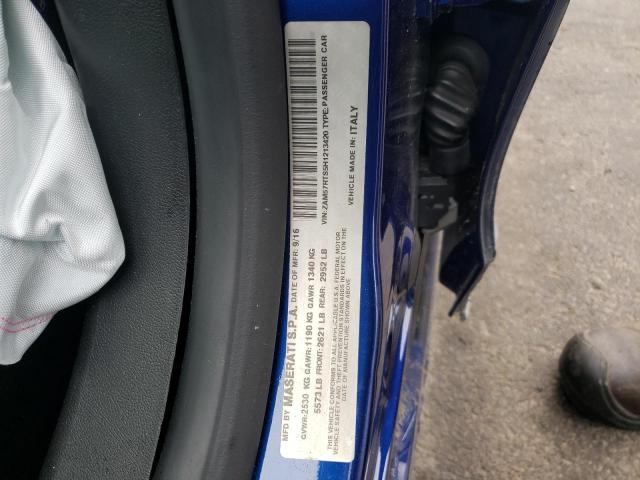 MFD BY MASERATI S.P.A. DATE OF MFR: 9/16
GVWR:2530 KG GAWR:1190 KG GAWR 1340 KG
5573 LB FRONT:2621 LB REAR: 2952 LB
THIS VEHICLE CONFORMS TO ALL APPLICABLE U.S.A. FEDERAL MOTOR
VEHICLE SAFETY AND THEFT PREVENTION STANDARDS IN EFFECT ON THE
DATE OF MANUFACTURE SHOWN ABOVE
VIN:ZAM57RTS5H1213420 TYPE:PASSENGER CAR
VEHICLE MADE IN: ITALY